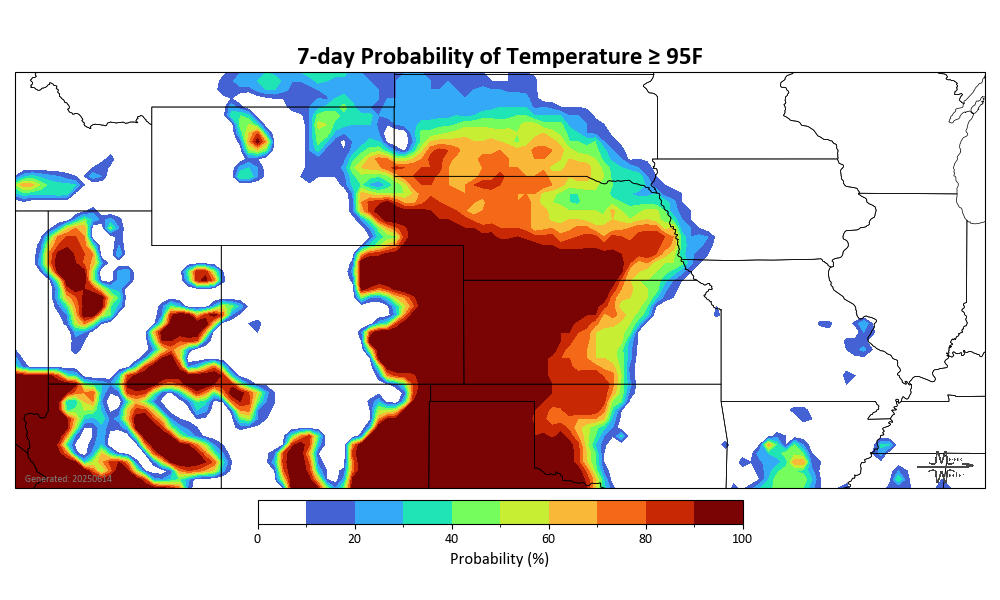 7-day Probability of Temperature ≥ 95F
Generated: 20250814
0 20 40 60 80 100
Probability (%)